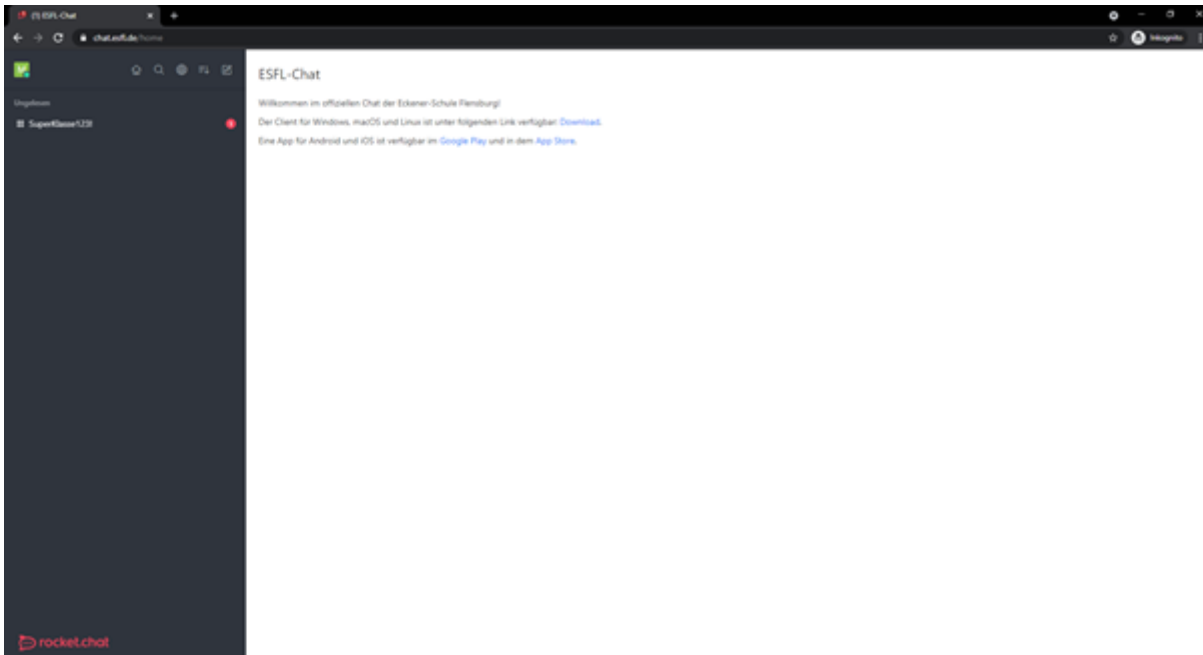 (1) ESFL-Chat
chat.esfl.de/home
Inkognito
ESFL-Chat
Ungelesen
Willkommen im offiziellen Chat der Eckener-Schule Flensburg!
SuperKlasse123!
Der Client für Windows, macOS und Linux ist unter folgenden Link verfügbar: Download.
Eine App für Android und iOS ist verfügbar im Google Play und in dem App Store.
rocket.chat